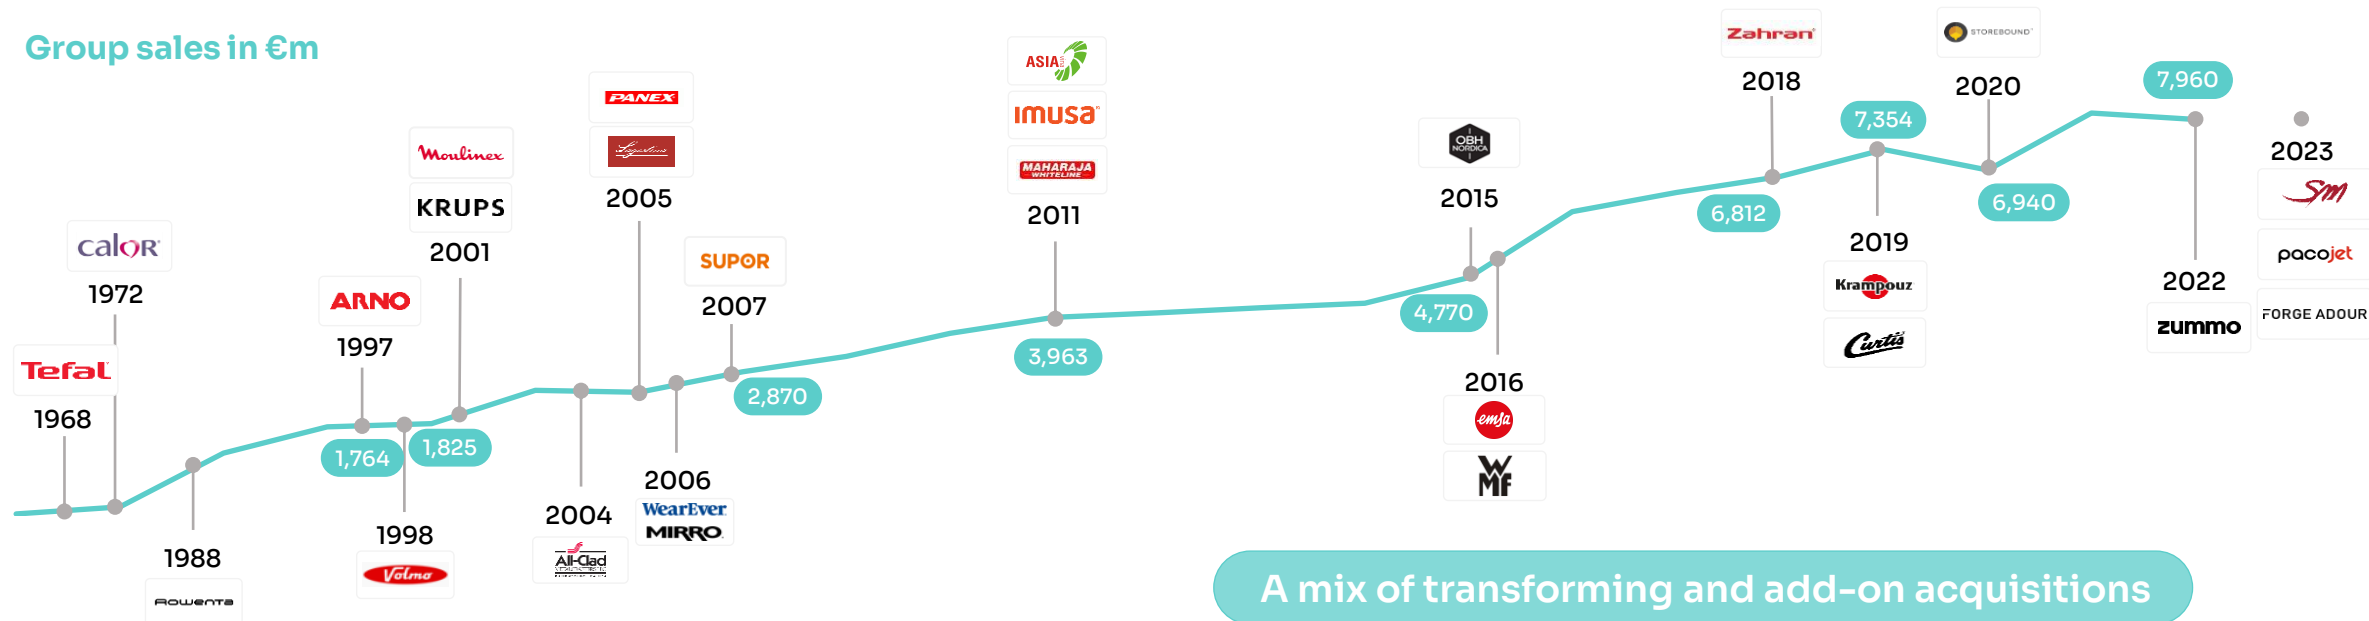 Group sales in €m
Tefal
1968
calor
1972
1988
Rowenta
ARNO
1997
1,764
1998
Volmo
1,825
Moulinex
KRUPS
2001
2004
All-Clad
PANEX
2005
2006
WearEver
MIRRO
SUPOR
2007
2,870
ASIA
imusa
MAHARAJA
WHITELINE
2011
3,963
OBH
NORDICA
2015
4,770
2016
emsa
WMF
Zahran
2018
6,812
7,354
2019
Krampouz
Curtis
STOREBOUND
2020
6,940
7,960
2022
zummo
2023
SM
pacojet
FORGE ADOUR
A mix of transforming and add-on acquisitions